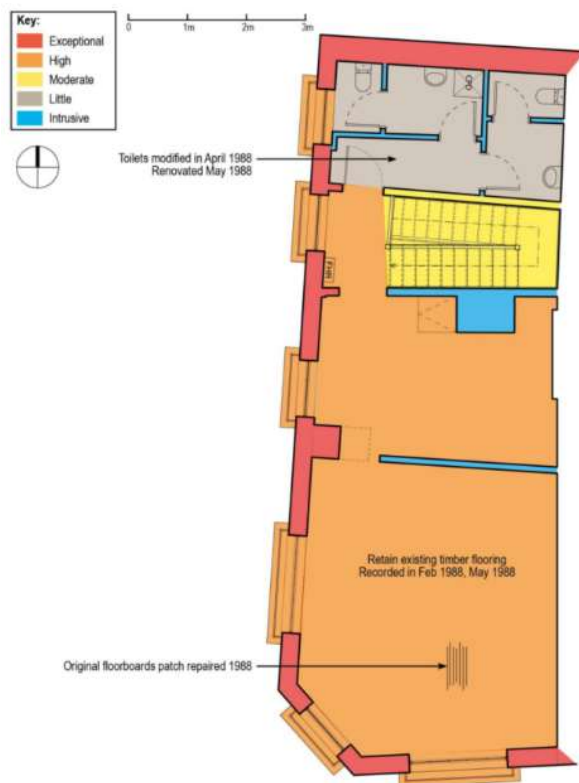 Key:
Exceptional
High
Moderate
Little
Intrusive
0 1m 2m 3m
Toilets modified in April 1988
Renovated May 1988
FHR
Retain existing timber flooring
Recorded in Feb 1988, May 1988
Original floorboards patch repaired 1988